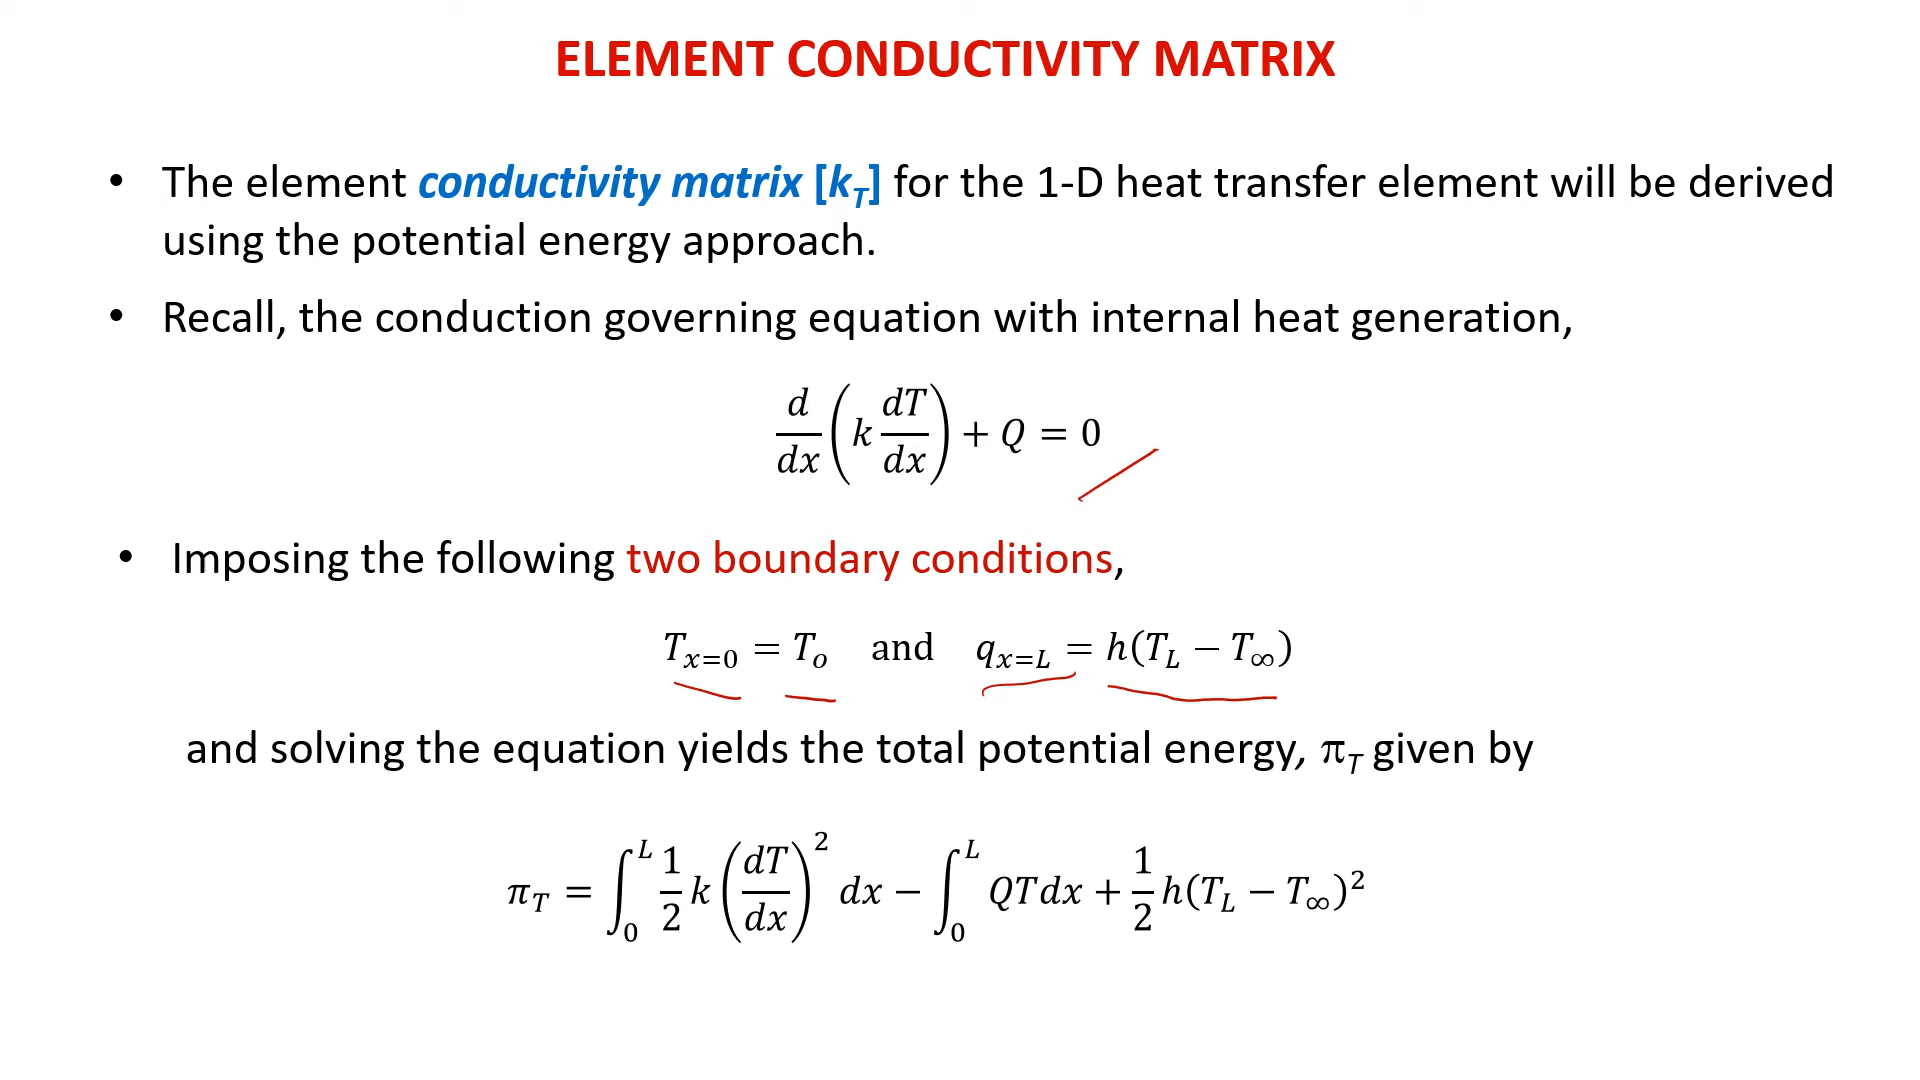 ELEMENT CONDUCTIVITY MATRIX
• The element conductivity matrix [k_T] for the 1-D heat transfer element will be derived
using the potential energy approach.
• Recall, the conduction governing equation with internal heat generation,
d/dx (k dT/dx) + Q = 0
• Imposing the following two boundary conditions,
T_{x=0} = T_o and q_{x=L} = h(T_L − T_∞)
and solving the equation yields the total potential energy, π_T given by
π_T = ∫_0^L 1/2 k (dT/dx)^2 dx − ∫_0^L QTdx + 1/2 h(T_L − T_∞)^2